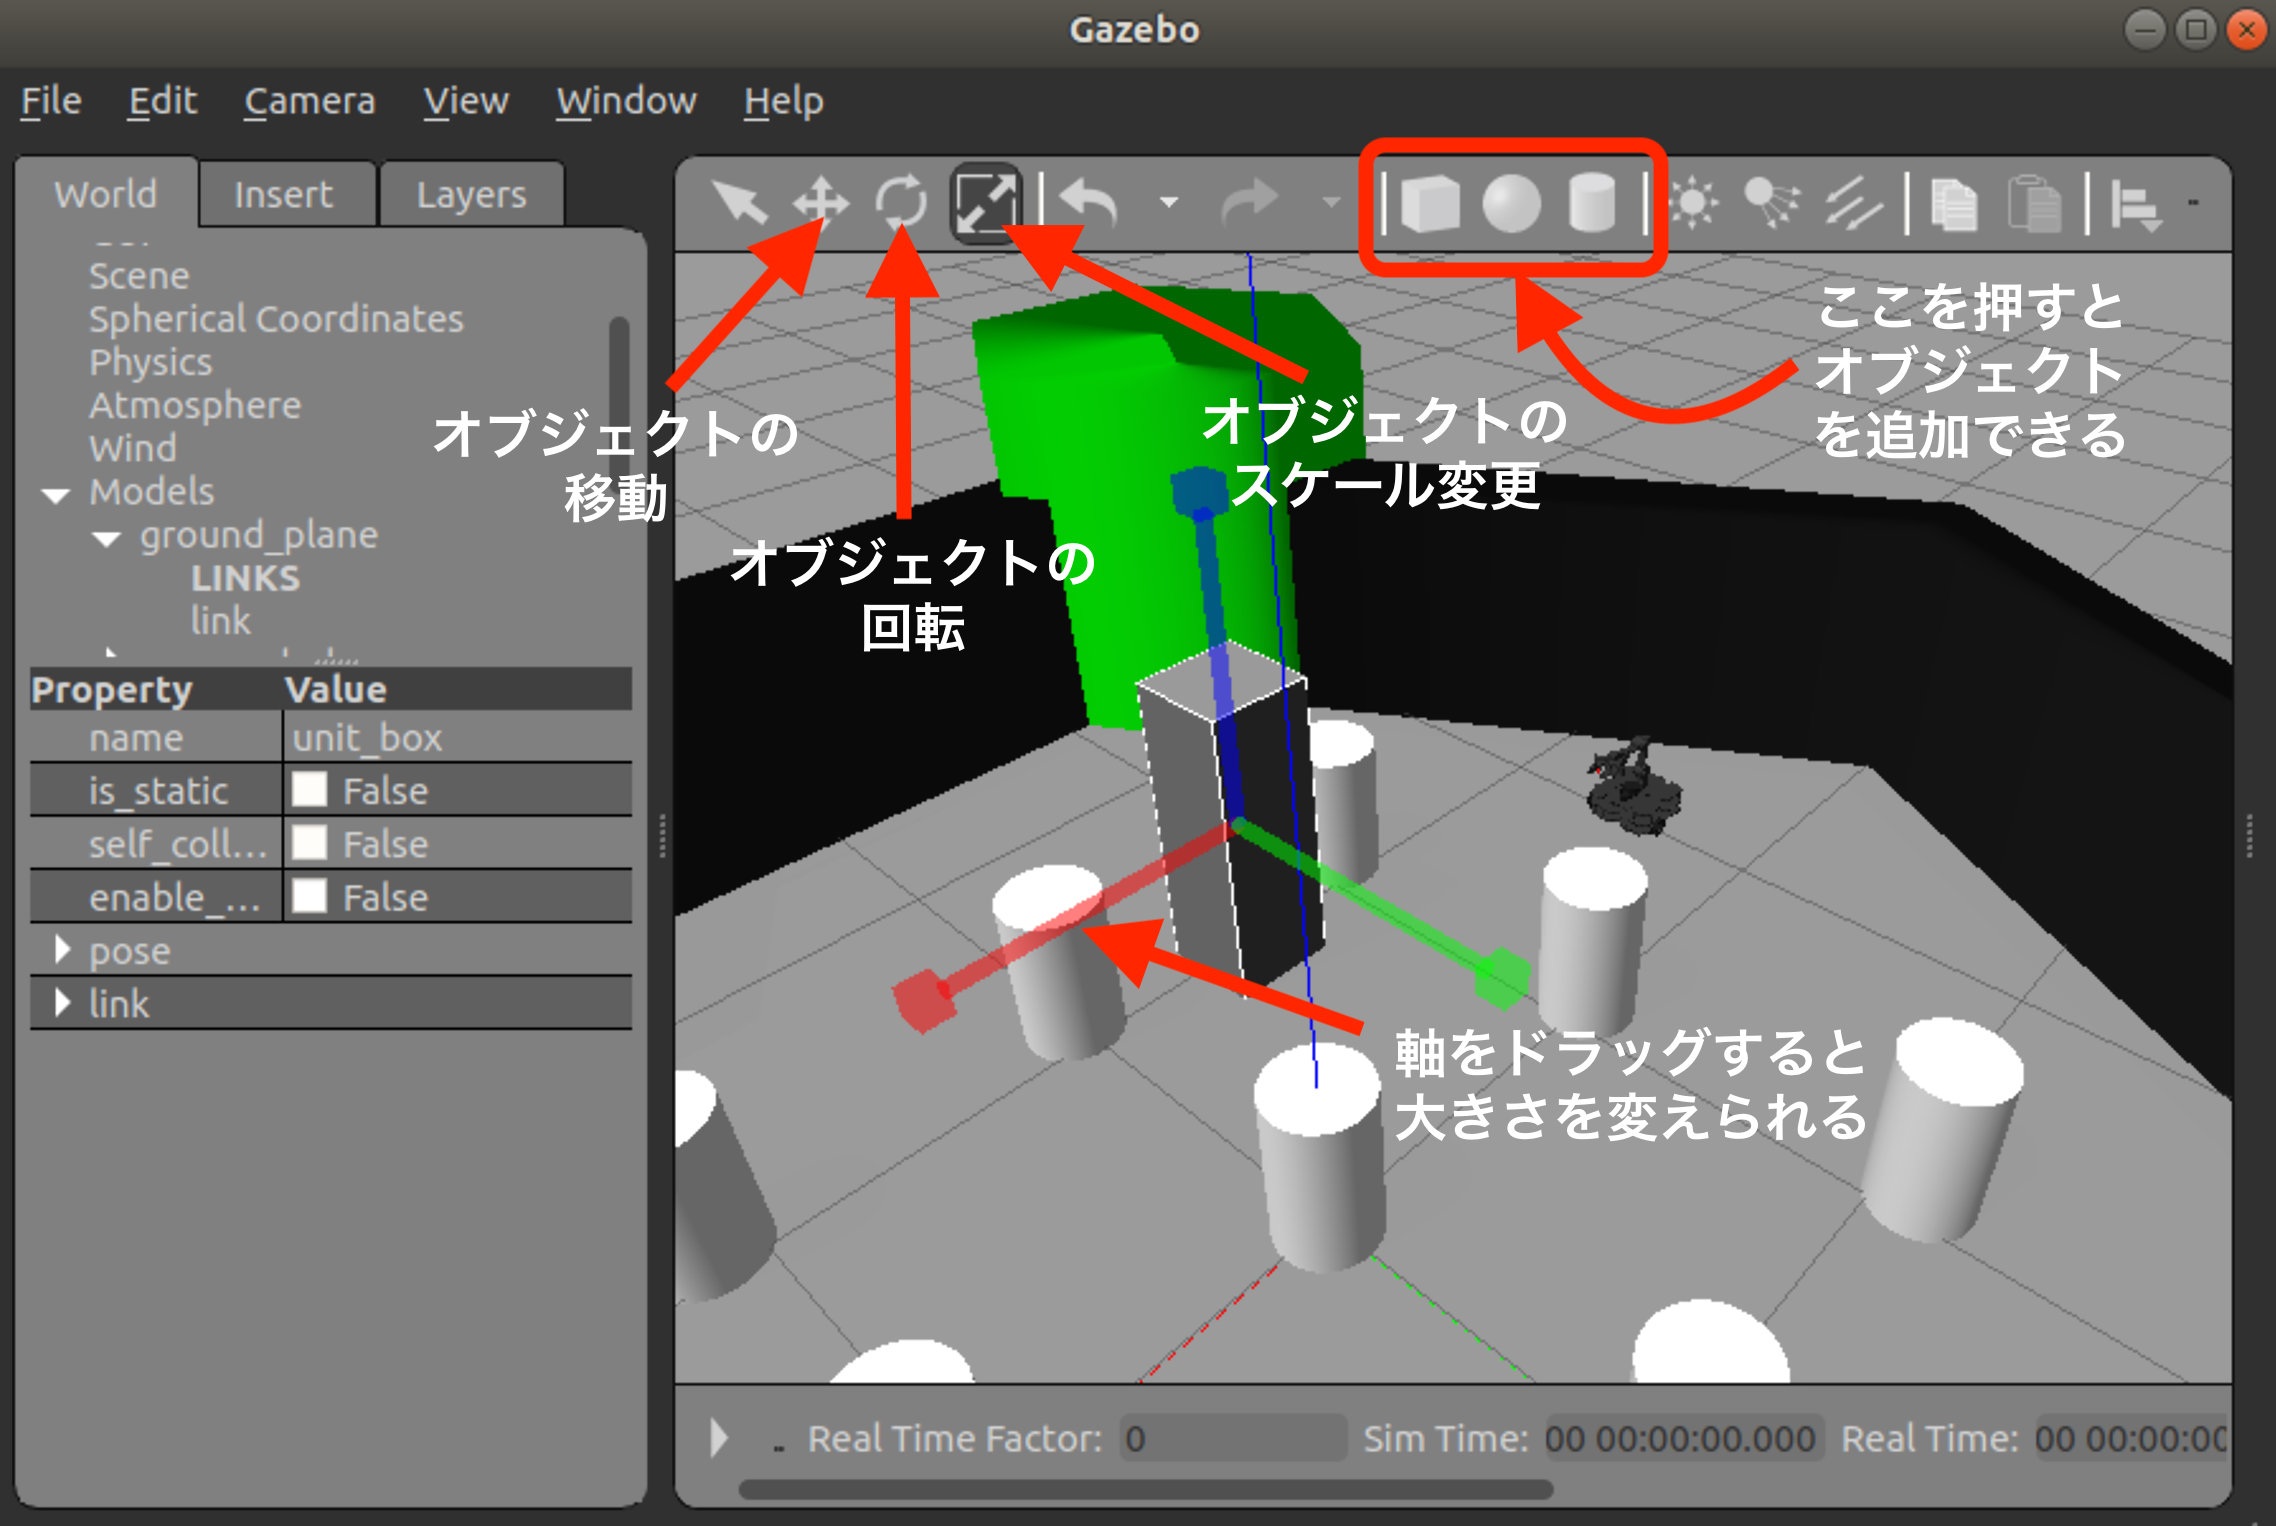 Gazebo
File Edit Camera View Window Help
World Insert Layers
Scene
Spherical Coordinates
Physics
Atmosphere
Wind
Models
ground_plane
LINKS
link
Property Value
name unit_box
is_static False
self_coll... False
enable_... False
pose
link
オブジェクトの
移動
オブジェクトの
回転
オブジェクトの
スケール変更
ここを押すと
オブジェクト
を追加できる
軸をドラッグすると
大きさを変えられる
Real Time Factor: 0 Sim Time: 00 00:00:00.000 Real Time: 00 00:00:00